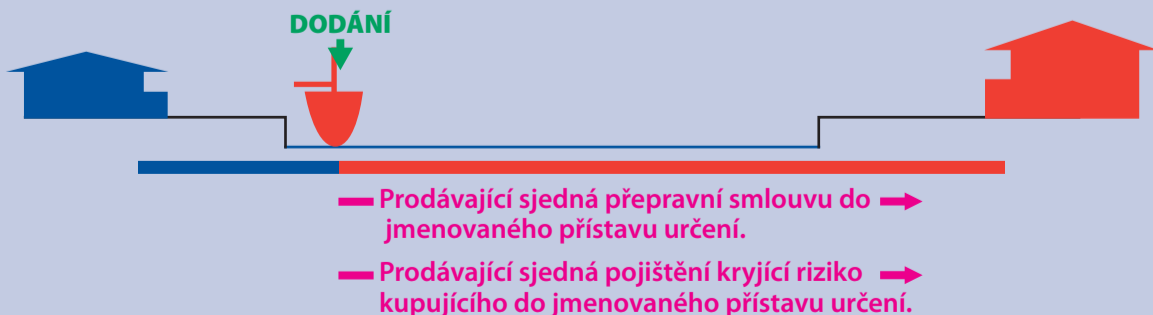 DODÁNÍ
Prodávající sjedná přepravní smlouvu do
jmenovaného přístavu určení.
Prodávající sjedná pojištění kryjící riziko
kupujícího do jmenovaného přístavu určení.